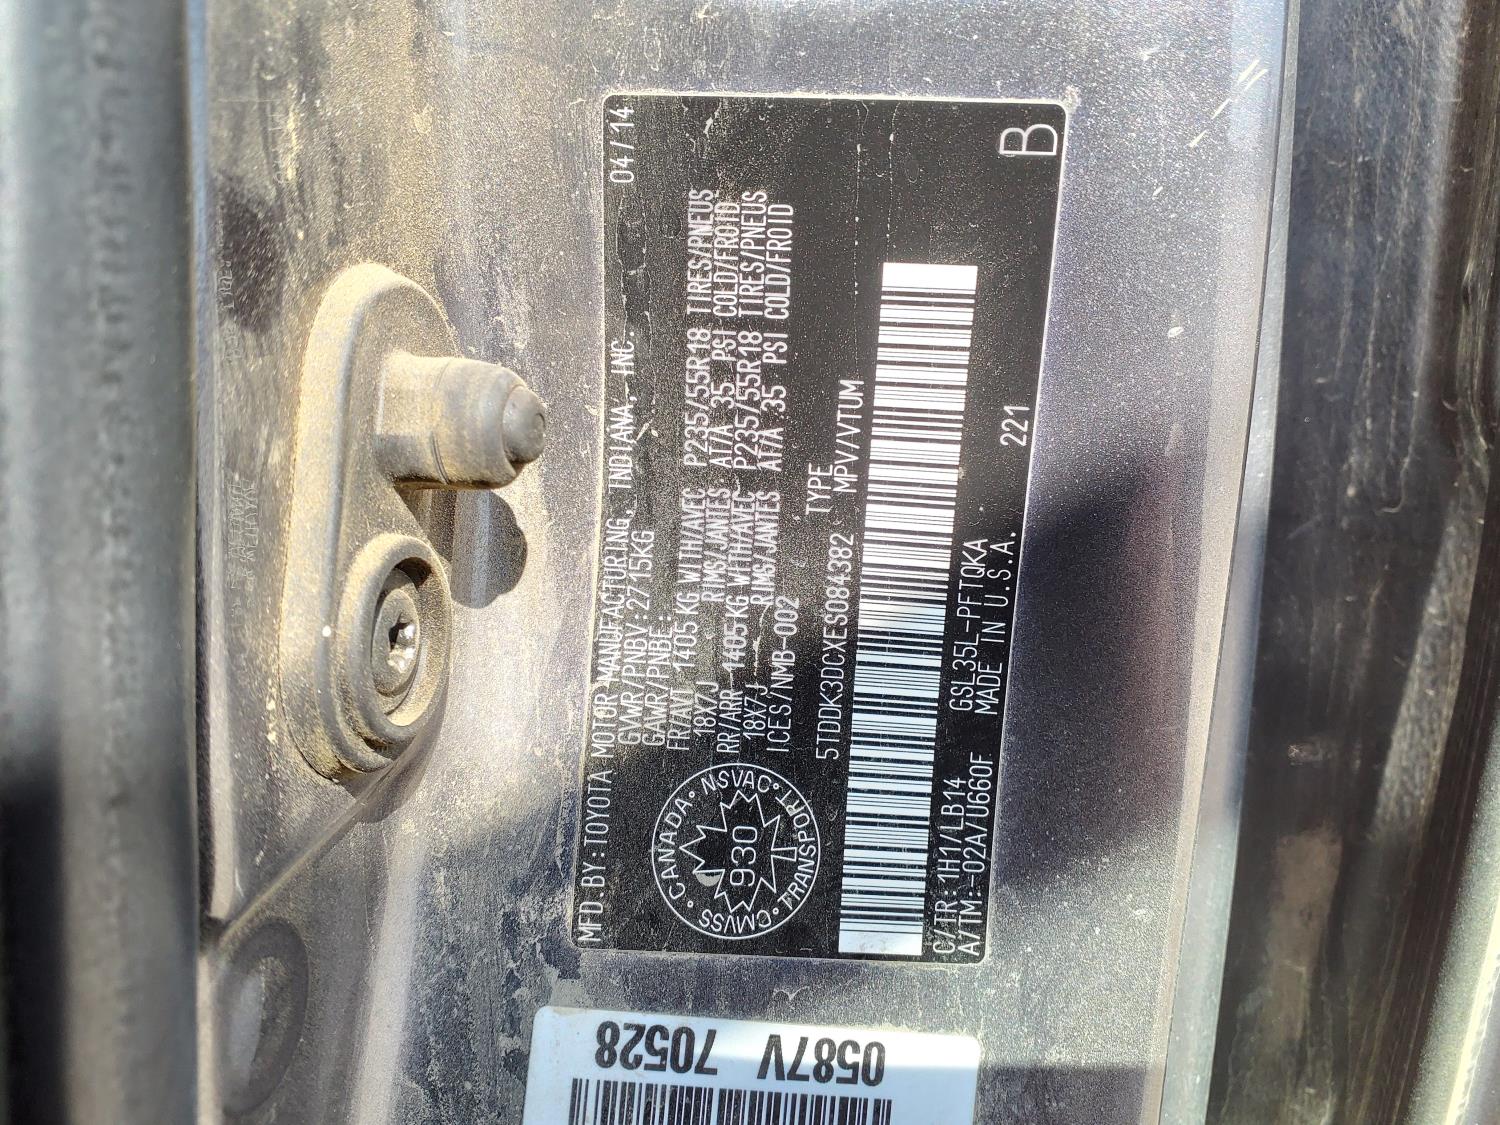 MFD. BY: TOYOTA MOTOR MANUFACTURING, INDIANA, INC. 04/14
GVWR/PNBV: 2715KG
GAWR/PNBE:
FR/AVT 1405 KG WITH/AVEC P235/55R18 TIRES/PNEUS
18X7J RIMS/JANTES AT/A 35 PSI COLD/FROID
RR/ARR 1405KG WITH/AVEC P235/55R18 TIRES/PNEUS
18X7J RIMS/JANTES AT/A 35 PSI COLD/FROID
ICES/NMB-002
TYPE
5TDDK3DCXES084382 MPV/VTUM
CANADA • NSVAC • TRANSPORT • CMVSS •
930
C/TR: 1H1/LB14 GSL35L-PFTQKA 221
A/TM: -02A/U660F MADE IN U.S.A. B
0587V 70528